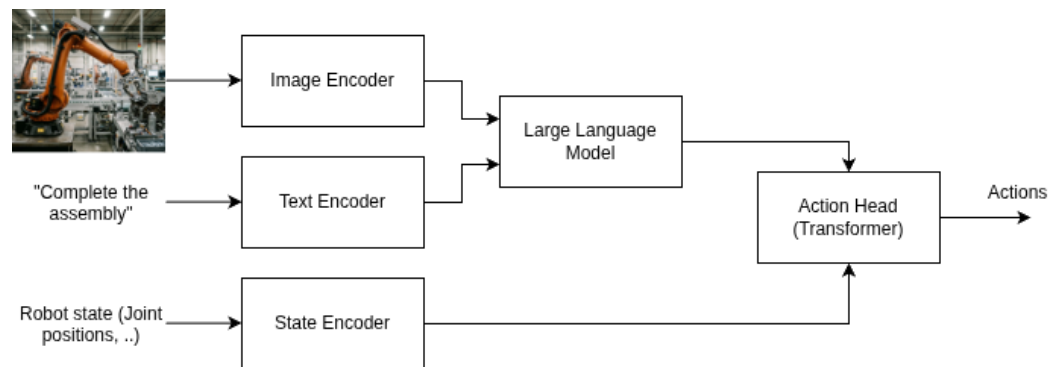 Image Encoder
Large Language
Model
"Complete the
assembly"
Text Encoder
Action Head
(Transformer)
Actions
Robot state (Joint
positions, ..)
State Encoder